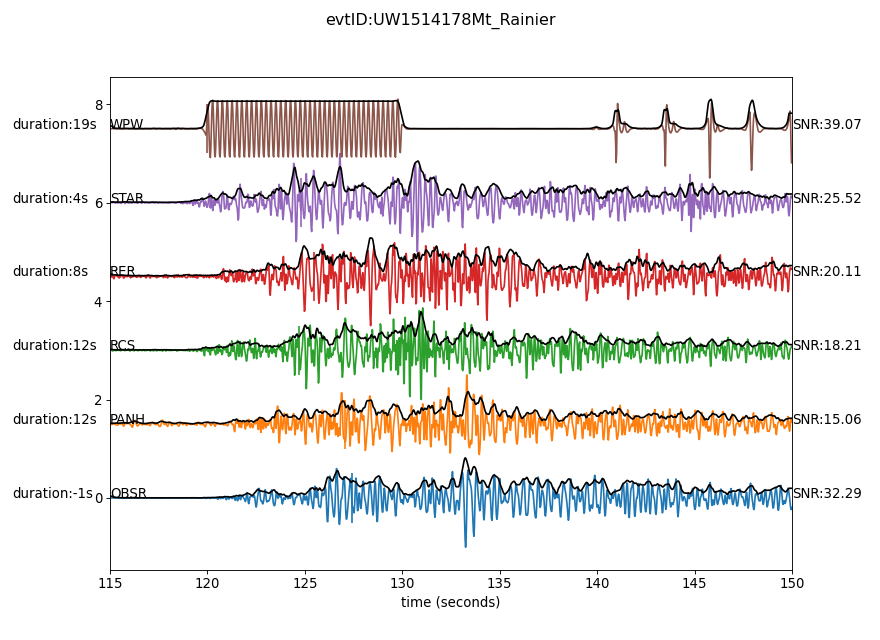 evtID:UW1514178Mt_Rainier
8
duration:19s WPW SNR:39.07
duration:4s STAR SNR:25.52
6
duration:8s RER SNR:20.11
4
duration:12s RCS SNR:18.21
2
duration:12s PANH SNR:15.06
duration:-1s 0 OBSR SNR:32.29
115 120 125 130 135 140 145 150
time (seconds)